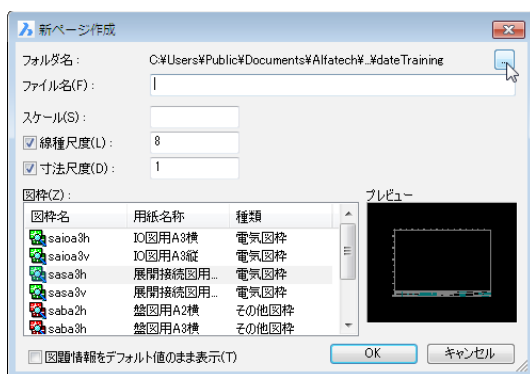 新ページ作成
フォルダ名： C:¥Users¥Public¥Documents¥Alfatech¥_¥dateTraining ...
ファイル名(F)：
スケール(S)：
線種尺度(L)： 8
寸法尺度(D)： 1
図枠(Z)： プレビュー
図枠名 用紙名称 種類
saioa3h IO図用A3横 電気図枠
saioa3v IO図用A3縦 電気図枠
sasa3h 展開接続図用... 電気図枠
sasa3v 展開接続図用... 電気図枠
saba2h 盤図用A2横 その他図枠
saba3h 盤図用A3横 その他図枠
図題情報をデフォルト値のまま表示(T) OK キャンセル